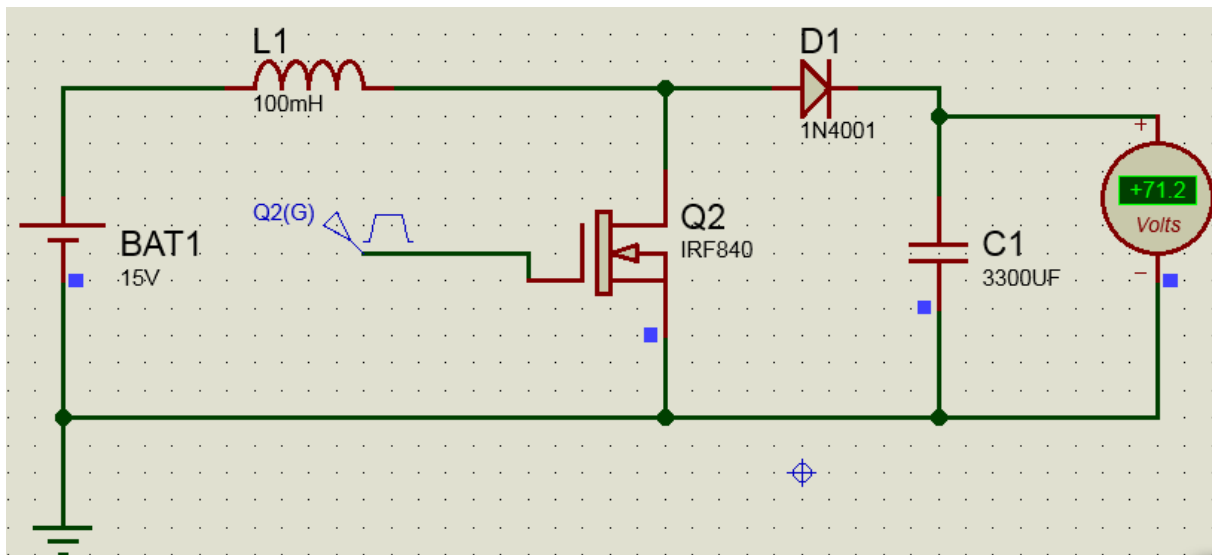 L1
100mH
D1
1N4001
+
+71.2
Volts
−
Q2(G)
Q2
IRF840
BAT1
15V
C1
3300UF